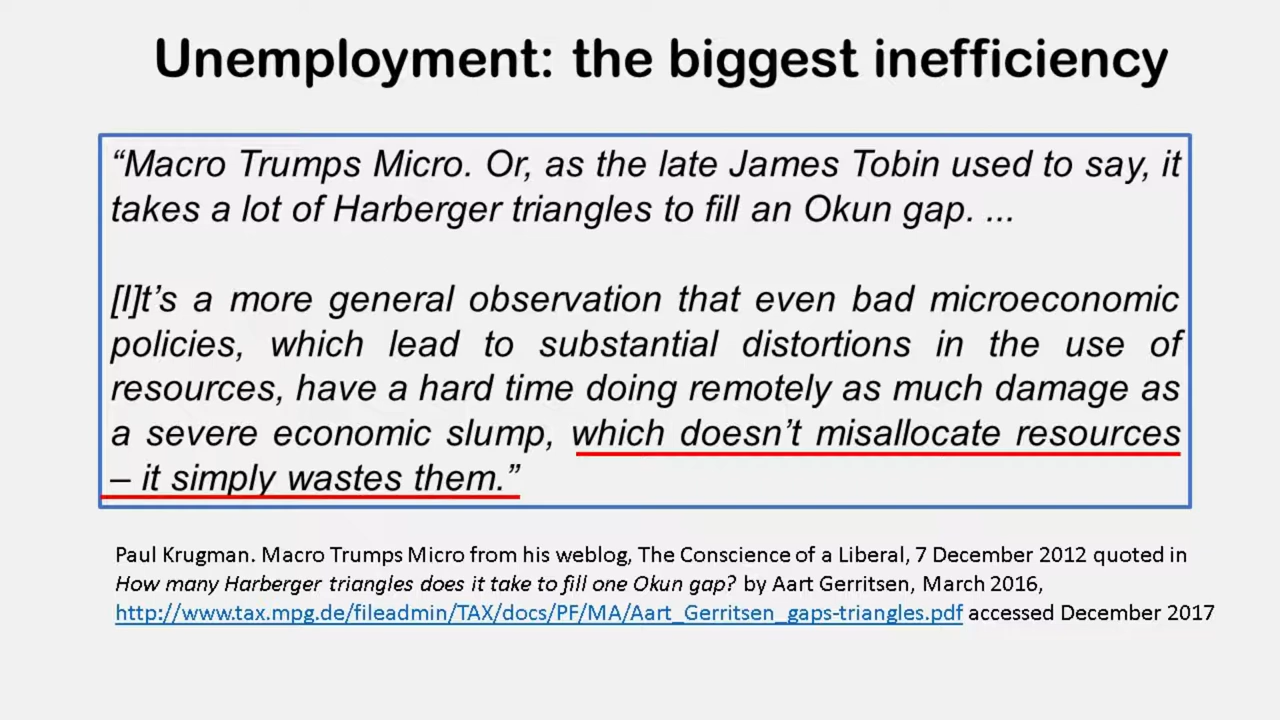 Unemployment: the biggest inefficiency
“Macro Trumps Micro. Or, as the late James Tobin used to say, it
takes a lot of Harberger triangles to fill an Okun gap. ...
[I]t’s a more general observation that even bad microeconomic
policies, which lead to substantial distortions in the use of
resources, have a hard time doing remotely as much damage as
a severe economic slump, which doesn’t misallocate resources
– it simply wastes them.”
Paul Krugman. Macro Trumps Micro from his weblog, The Conscience of a Liberal, 7 December 2012 quoted in
How many Harberger triangles does it take to fill one Okun gap? by Aart Gerritsen, March 2016,
http://www.tax.mpg.de/fileadmin/TAX/docs/PF/MA/Aart_Gerritsen_gaps-triangles.pdf accessed December 2017